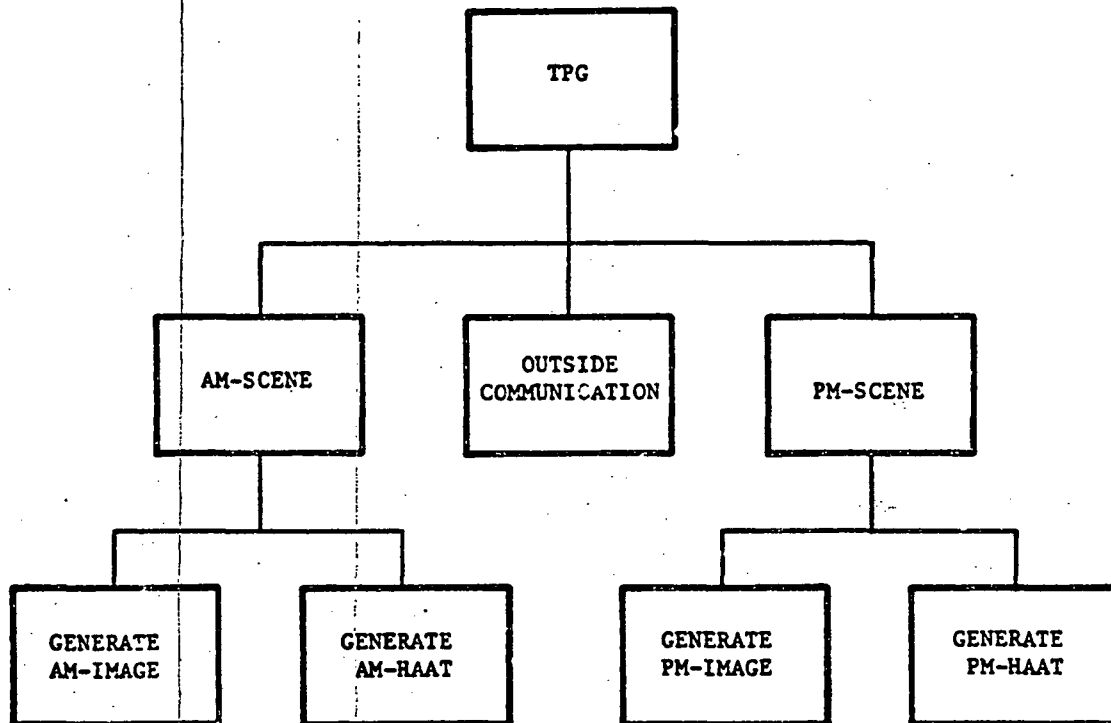 TPG
AM-SCENE
OUTSIDE
COMMUNICATION
PM-SCENE
GENERATE
AM-IMAGE
GENERATE
AM-HAAT
GENERATE
PM-IMAGE
GENERATE
PM-HAAT